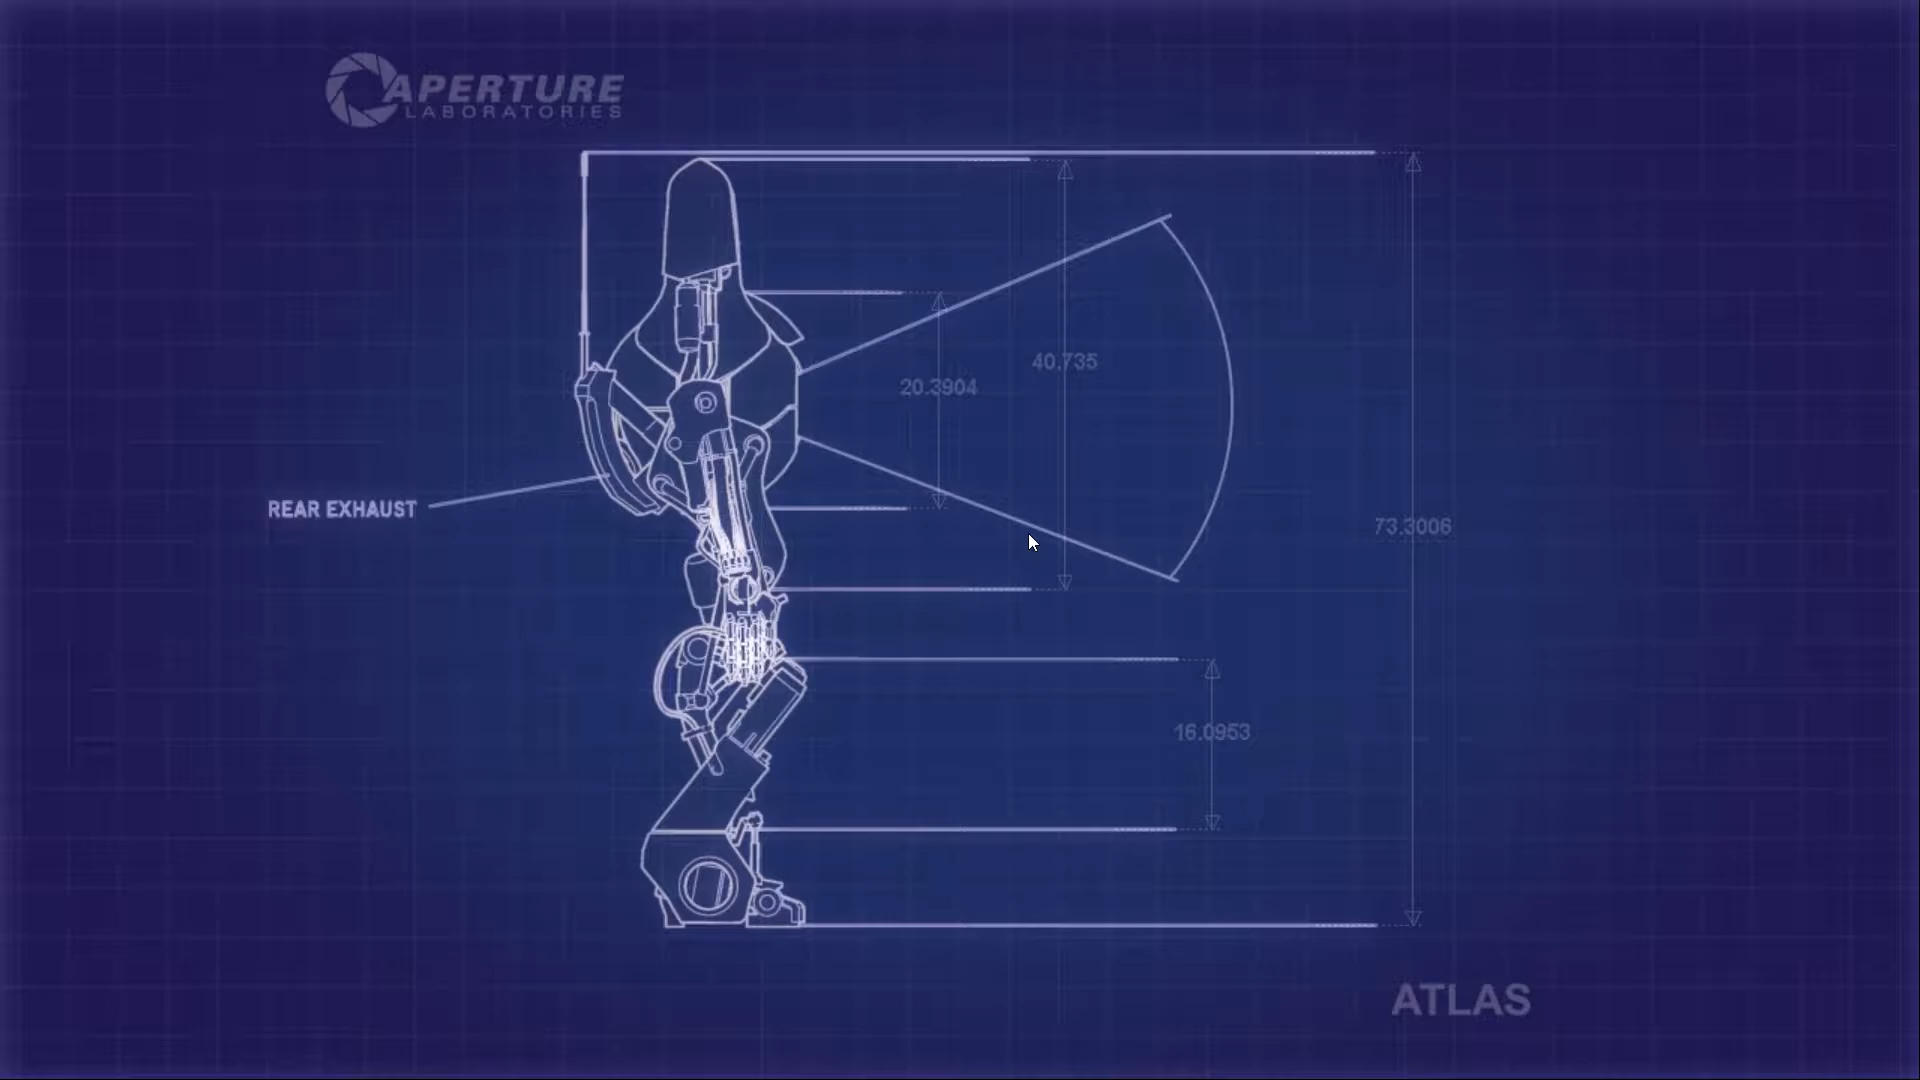 APERTURE
LABORATORIES
40.735
20.3904
REAR EXHAUST
73.3006
16.0953
ATLAS